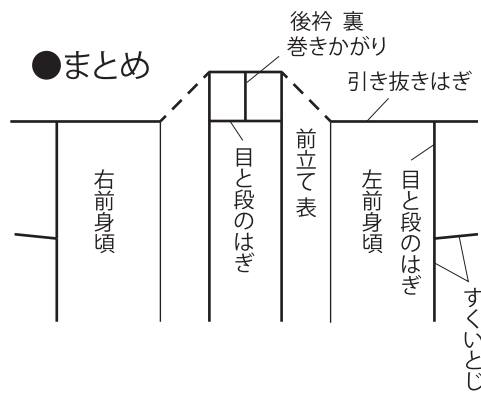 ●まとめ
後衿 裏
巻きかがり
引き抜きはぎ
右前身頃
目と段のはぎ
前立て 表
左前身頃
目と段のはぎ
すくいとじ